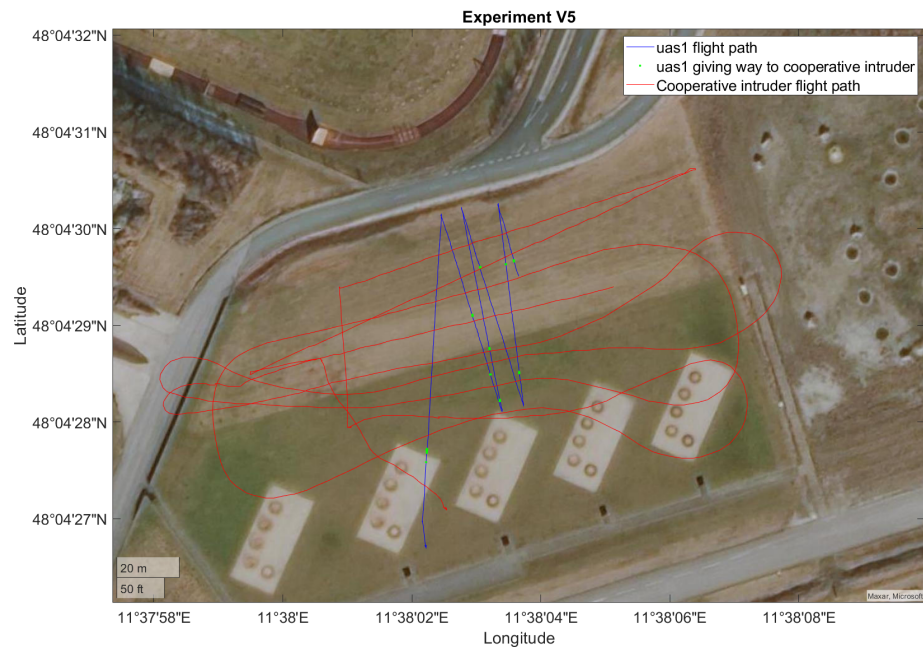 Experiment V5
48°04'32"N
48°04'31"N
48°04'30"N
48°04'29"N
48°04'28"N
48°04'27"N
Latitude
uas1 flight path
uas1 giving way to cooperative intruder
Cooperative intruder flight path
20 m
50 ft
Maxar, Microsoft
11°37'58"E
11°38'E
11°38'02"E
11°38'04"E
11°38'06"E
11°38'08"E
Longitude